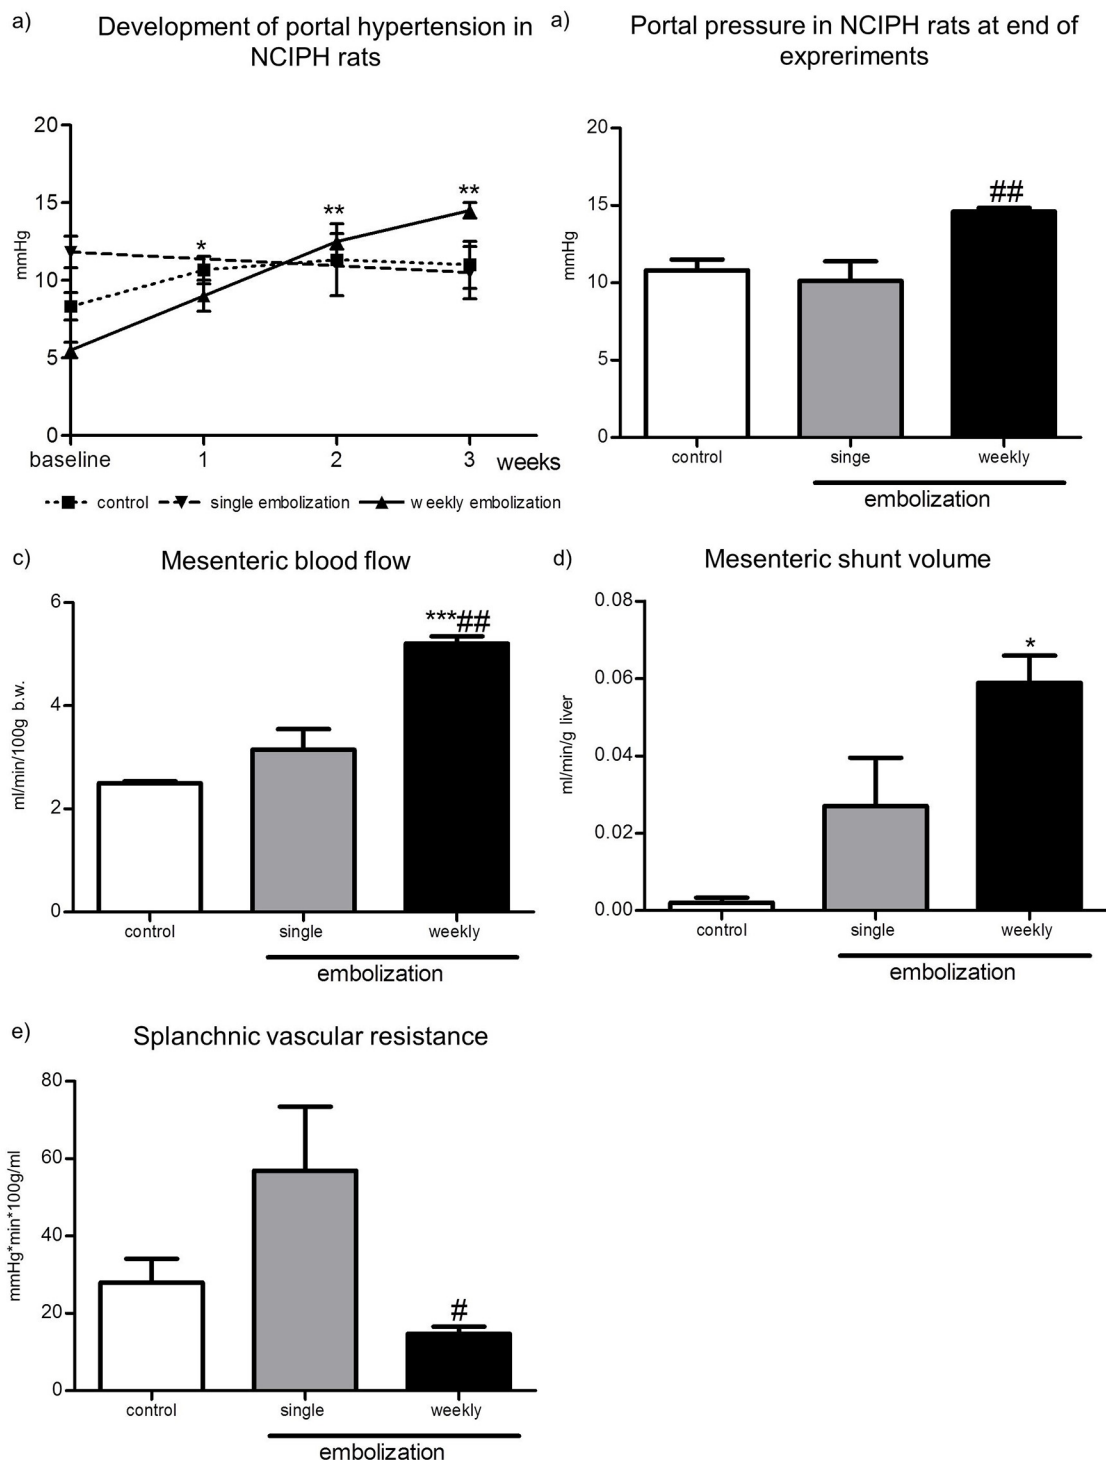 a) Development of portal hypertension in
NCIPH rats
20
15
10
5
0
mmHg
*
**
**
baseline 1 2 3 weeks
control single embolization weekly embolization
a) Portal pressure in NCIPH rats at end of
expreriments
20
15
10
5
0
mmHg
##
control singe weekly
embolization
c) Mesenteric blood flow
6
4
2
0
ml/min/100g b.w.
***##
control single weekly
embolization
d) Mesenteric shunt volume
0.08
0.06
0.04
0.02
0.00
ml/min/g liver
*
control single weekly
embolization
e) Splanchnic vascular resistance
80
60
40
20
0
mmHg*min*100g/ml
#
control single weekly
embolization